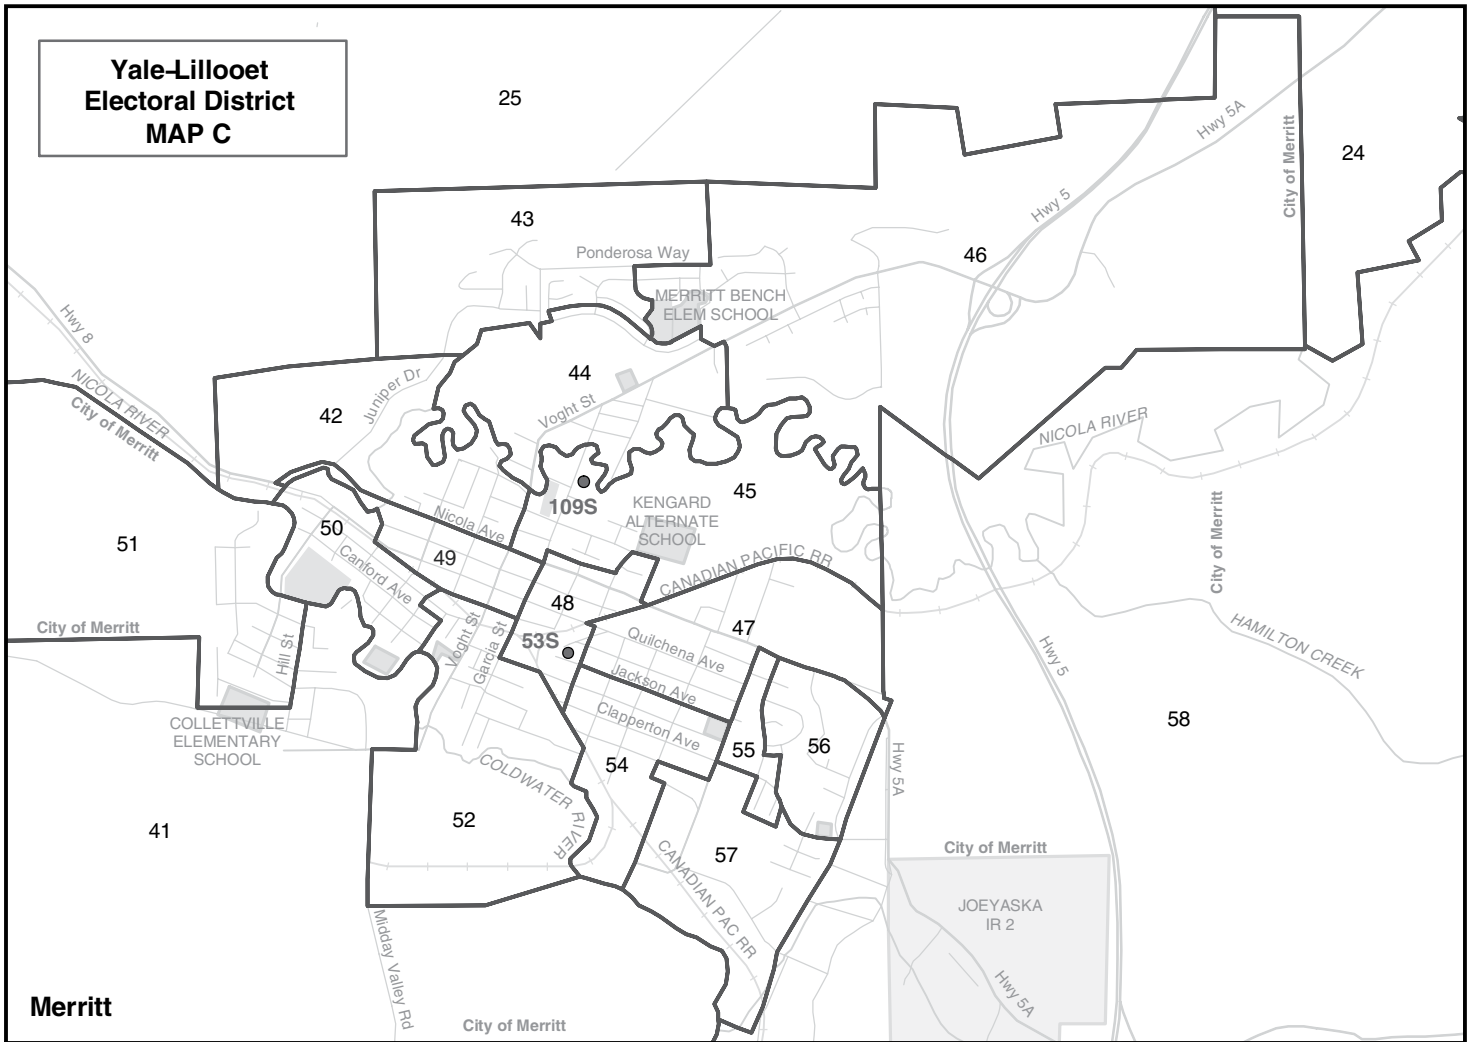 Yale-Lillooet
Electoral District
MAP C
25
Hwy 5A
City of Merritt
24
43
Hwy 5
Ponderosa Way
46
MERRITT BENCH
ELEM SCHOOL
Hwy 8
44
NICOLA RIVER
City of Merritt
Juniper Dr
42
Voght St
NICOLA RIVER
45
109S
KENGARD
ALTERNATE
SCHOOL
Nicola Ave
50
51
49
Canford Ave
CANADIAN PACIFIC RR
City of Merritt
48
City of Merritt
47
53S
Voght St
Garcia St
Hill St
Quilchena Ave
Jackson Ave
Clapperton Ave
Hwy 5
HAMILTON CREEK
COLLETTVILLE
ELEMENTARY
SCHOOL
58
55
56
54
Hwy 5A
COLDWATER RIVER
52
41
57
CANADIAN PAC RR
City of Merritt
JOEYASKA
IR 2
Midday Valley Rd
Hwy 5A
Merritt
City of Merritt